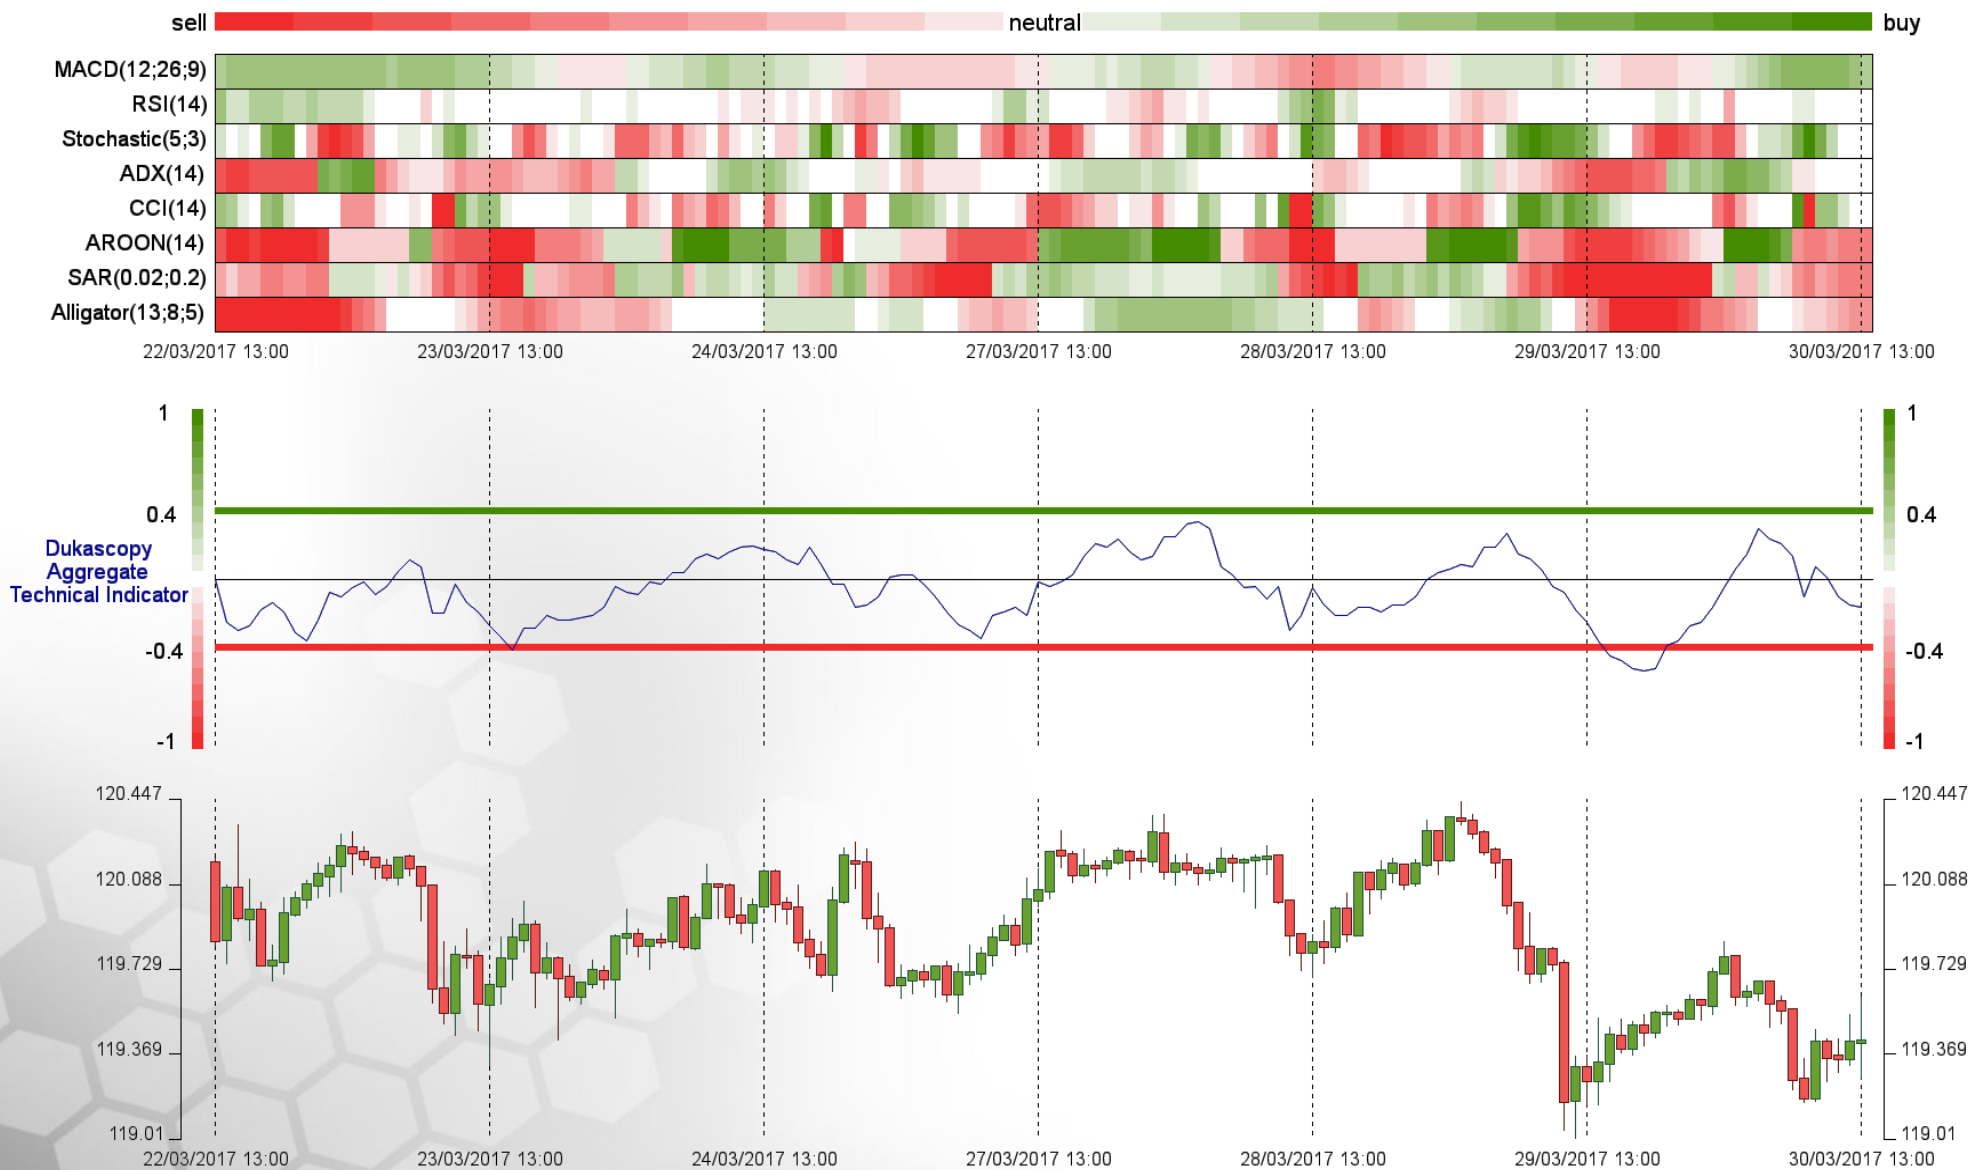 sell neutral buy
MACD(12;26;9)
RSI(14)
Stochastic(5;3)
ADX(14)
CCI(14)
AROON(14)
SAR(0.02;0.2)
Alligator(13;8;5)
22/03/2017 13:00 23/03/2017 13:00 24/03/2017 13:00 27/03/2017 13:00 28/03/2017 13:00 29/03/2017 13:00 30/03/2017 13:00
1 1
0.4 0.4
Dukascopy
Aggregate
Technical Indicator
-0.4 -0.4
-1 -1
120.447 120.447
120.088 120.088
119.729 119.729
119.369 119.369
119.01 119.01
22/03/2017 13:00 23/03/2017 13:00 24/03/2017 13:00 27/03/2017 13:00 28/03/2017 13:00 29/03/2017 13:00 30/03/2017 13:00